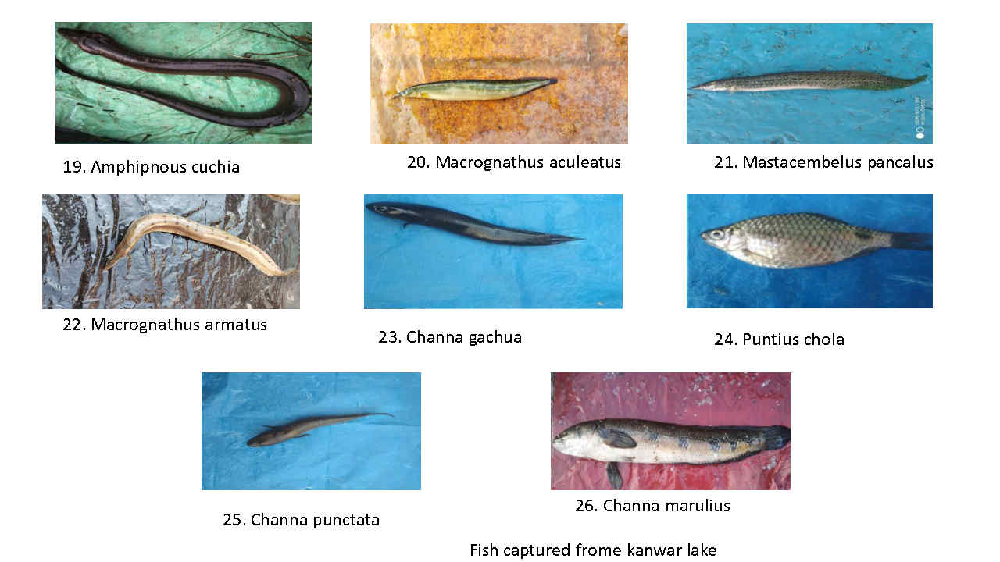 19. Amphipnous cuchia
20. Macrognathus aculeatus
21. Mastacembelus pancalus
22. Macrognathus armatus
23. Channa gachua
24. Puntius chola
25. Channa punctata
26. Channa marulius
Fish captured frome kanwar lake